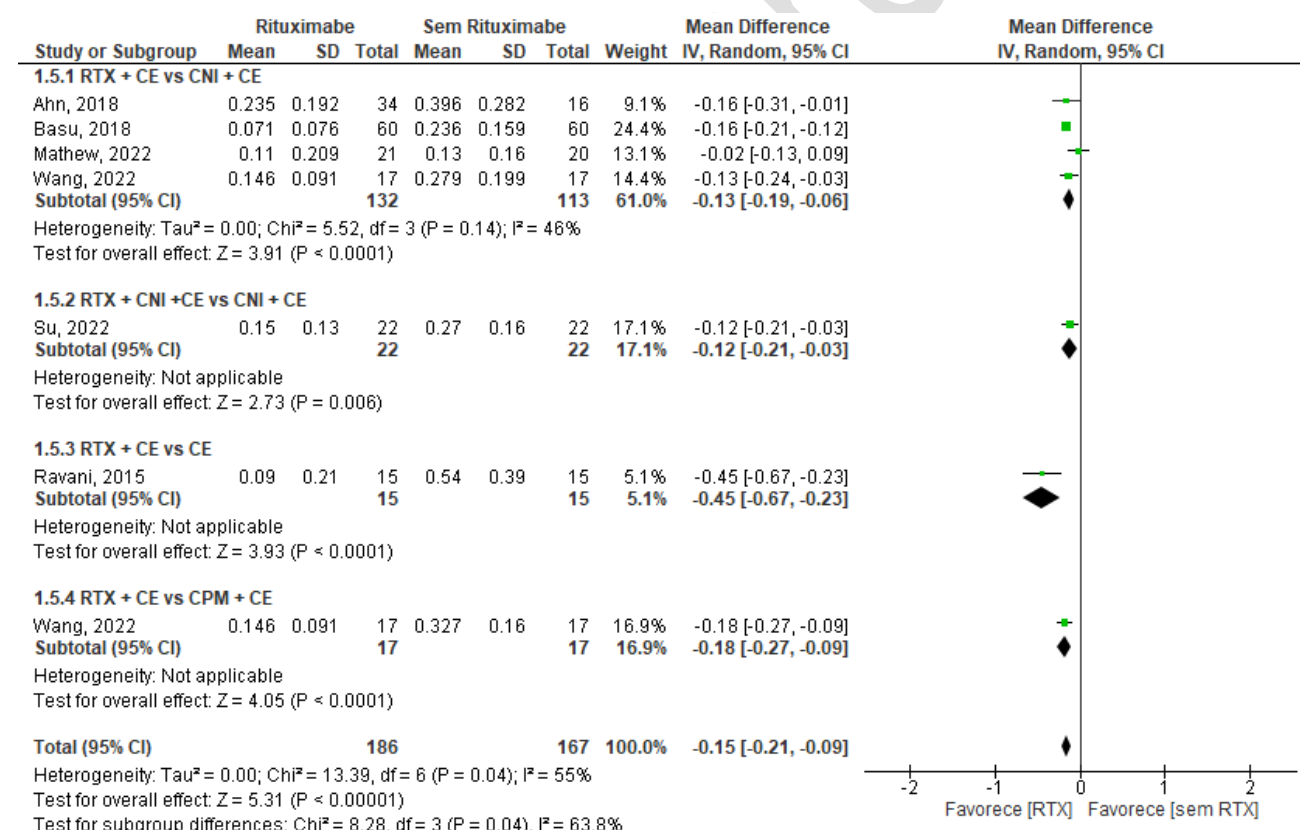 Rituximabe Sem Rituximabe Mean Difference Mean Difference
Study or Subgroup Mean SD Total Mean SD Total Weight IV, Random, 95% CI IV, Random, 95% CI
1.5.1 RTX + CE vs CNI + CE
Ahn, 2018 0.235 0.192 34 0.396 0.282 16 9.1% -0.16 [-0.31, -0.01]
Basu, 2018 0.071 0.076 60 0.236 0.159 60 24.4% -0.16 [-0.21, -0.12]
Mathew, 2022 0.11 0.209 21 0.13 0.16 20 13.1% -0.02 [-0.13, 0.09]
Wang, 2022 0.146 0.091 17 0.279 0.199 17 14.4% -0.13 [-0.24, -0.03]
Subtotal (95% CI) 132 113 61.0% -0.13 [-0.19, -0.06]
Heterogeneity: Tau² = 0.00; Chi² = 5.52, df = 3 (P = 0.14); I² = 46%
Test for overall effect: Z = 3.91 (P < 0.0001)
1.5.2 RTX + CNI +CE vs CNI + CE
Su, 2022 0.15 0.13 22 0.27 0.16 22 17.1% -0.12 [-0.21, -0.03]
Subtotal (95% CI) 22 22 17.1% -0.12 [-0.21, -0.03]
Heterogeneity: Not applicable
Test for overall effect: Z = 2.73 (P = 0.006)
1.5.3 RTX + CE vs CE
Ravani, 2015 0.09 0.21 15 0.54 0.39 15 5.1% -0.45 [-0.67, -0.23]
Subtotal (95% CI) 15 15 5.1% -0.45 [-0.67, -0.23]
Heterogeneity: Not applicable
Test for overall effect: Z = 3.93 (P < 0.0001)
1.5.4 RTX + CE vs CPM + CE
Wang, 2022 0.146 0.091 17 0.327 0.16 17 16.9% -0.18 [-0.27, -0.09]
Subtotal (95% CI) 17 17 16.9% -0.18 [-0.27, -0.09]
Heterogeneity: Not applicable
Test for overall effect: Z = 4.05 (P < 0.0001)
Total (95% CI) 186 167 100.0% -0.15 [-0.21, -0.09]
Heterogeneity: Tau² = 0.00; Chi² = 13.39, df = 6 (P = 0.04); I² = 55%
Test for overall effect: Z = 5.31 (P < 0.00001)
Test for subgroup differences: Chi² = 8.28, df = 3 (P = 0.04), I² = 63.8%
-2 -1 0 1 2
Favorece [RTX] Favorece [sem RTX]